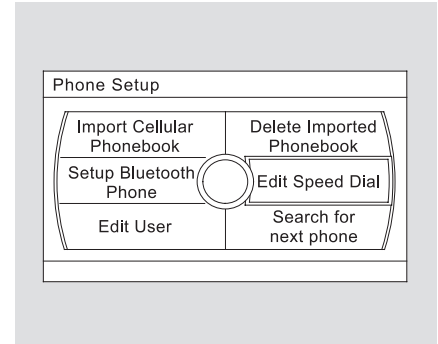 Phone Setup
Import Cellular
Phonebook
Delete Imported
Phonebook
Setup Bluetooth
Phone
Edit Speed Dial
Edit User
Search for
next phone